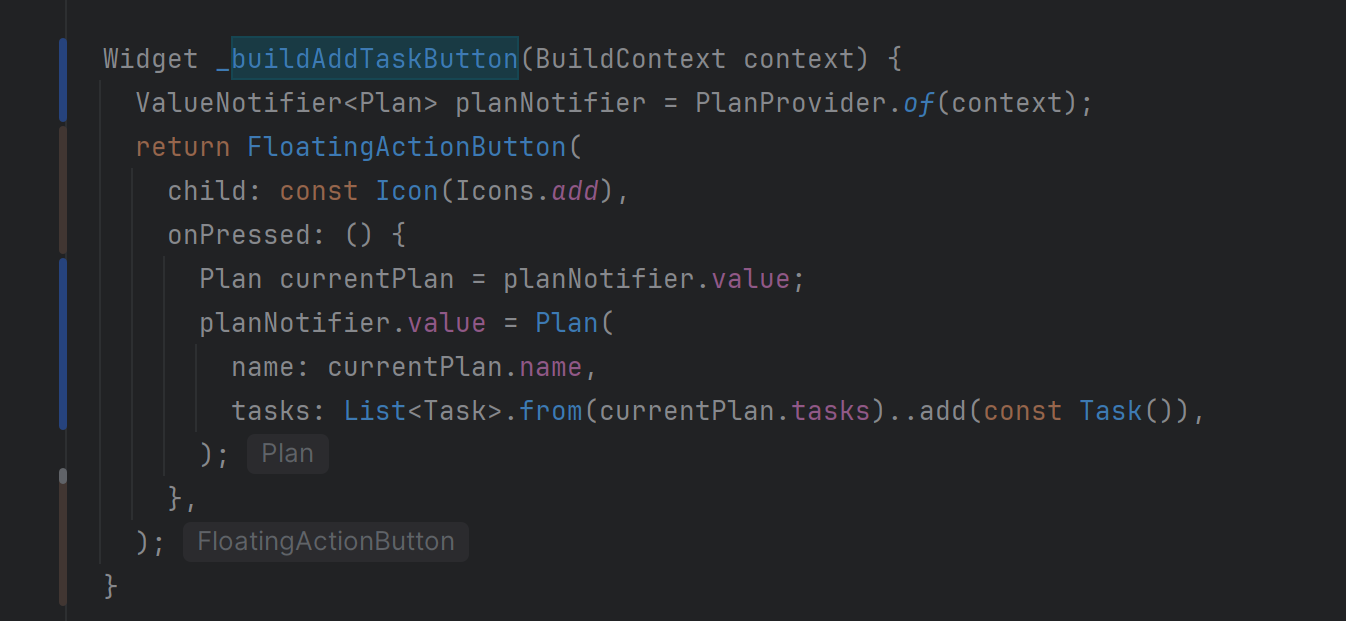 Widget _buildAddTaskButton(BuildContext context) {
  ValueNotifier<Plan> planNotifier = PlanProvider.of(context);
  return FloatingActionButton(
    child: const Icon(Icons.add),
    onPressed: () {
      Plan currentPlan = planNotifier.value;
      planNotifier.value = Plan(
        name: currentPlan.name,
        tasks: List<Task>.from(currentPlan.tasks)..add(const Task()),
      ); Plan
    },
  ); FloatingActionButton
}